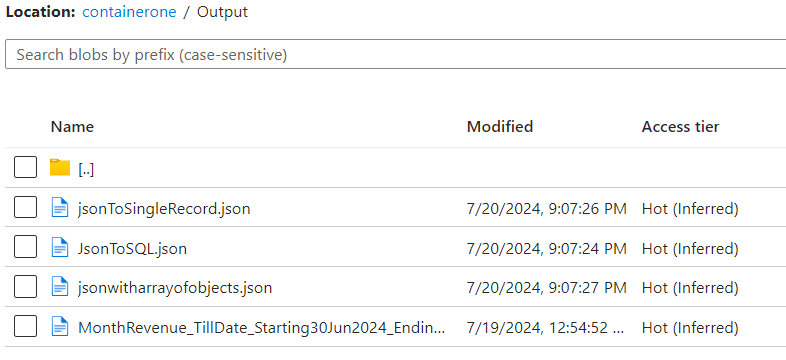 Location: containerone / Output
Search blobs by prefix (case-sensitive)
Name Modified Access tier
[..]
jsonToSingleRecord.json 7/20/2024, 9:07:26 PM Hot (Inferred)
JsonToSQL.json 7/20/2024, 9:07:24 PM Hot (Inferred)
jsonwitharrayofobjects.json 7/20/2024, 9:07:27 PM Hot (Inferred)
MonthRevenue_TillDate_Starting30Jun2024_Endin... 7/19/2024, 12:54:52 ... Hot (Inferred)